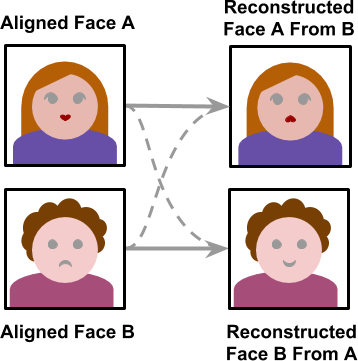 Aligned Face A
Reconstructed
Face A From B
Aligned Face B
Reconstructed
Face B From A